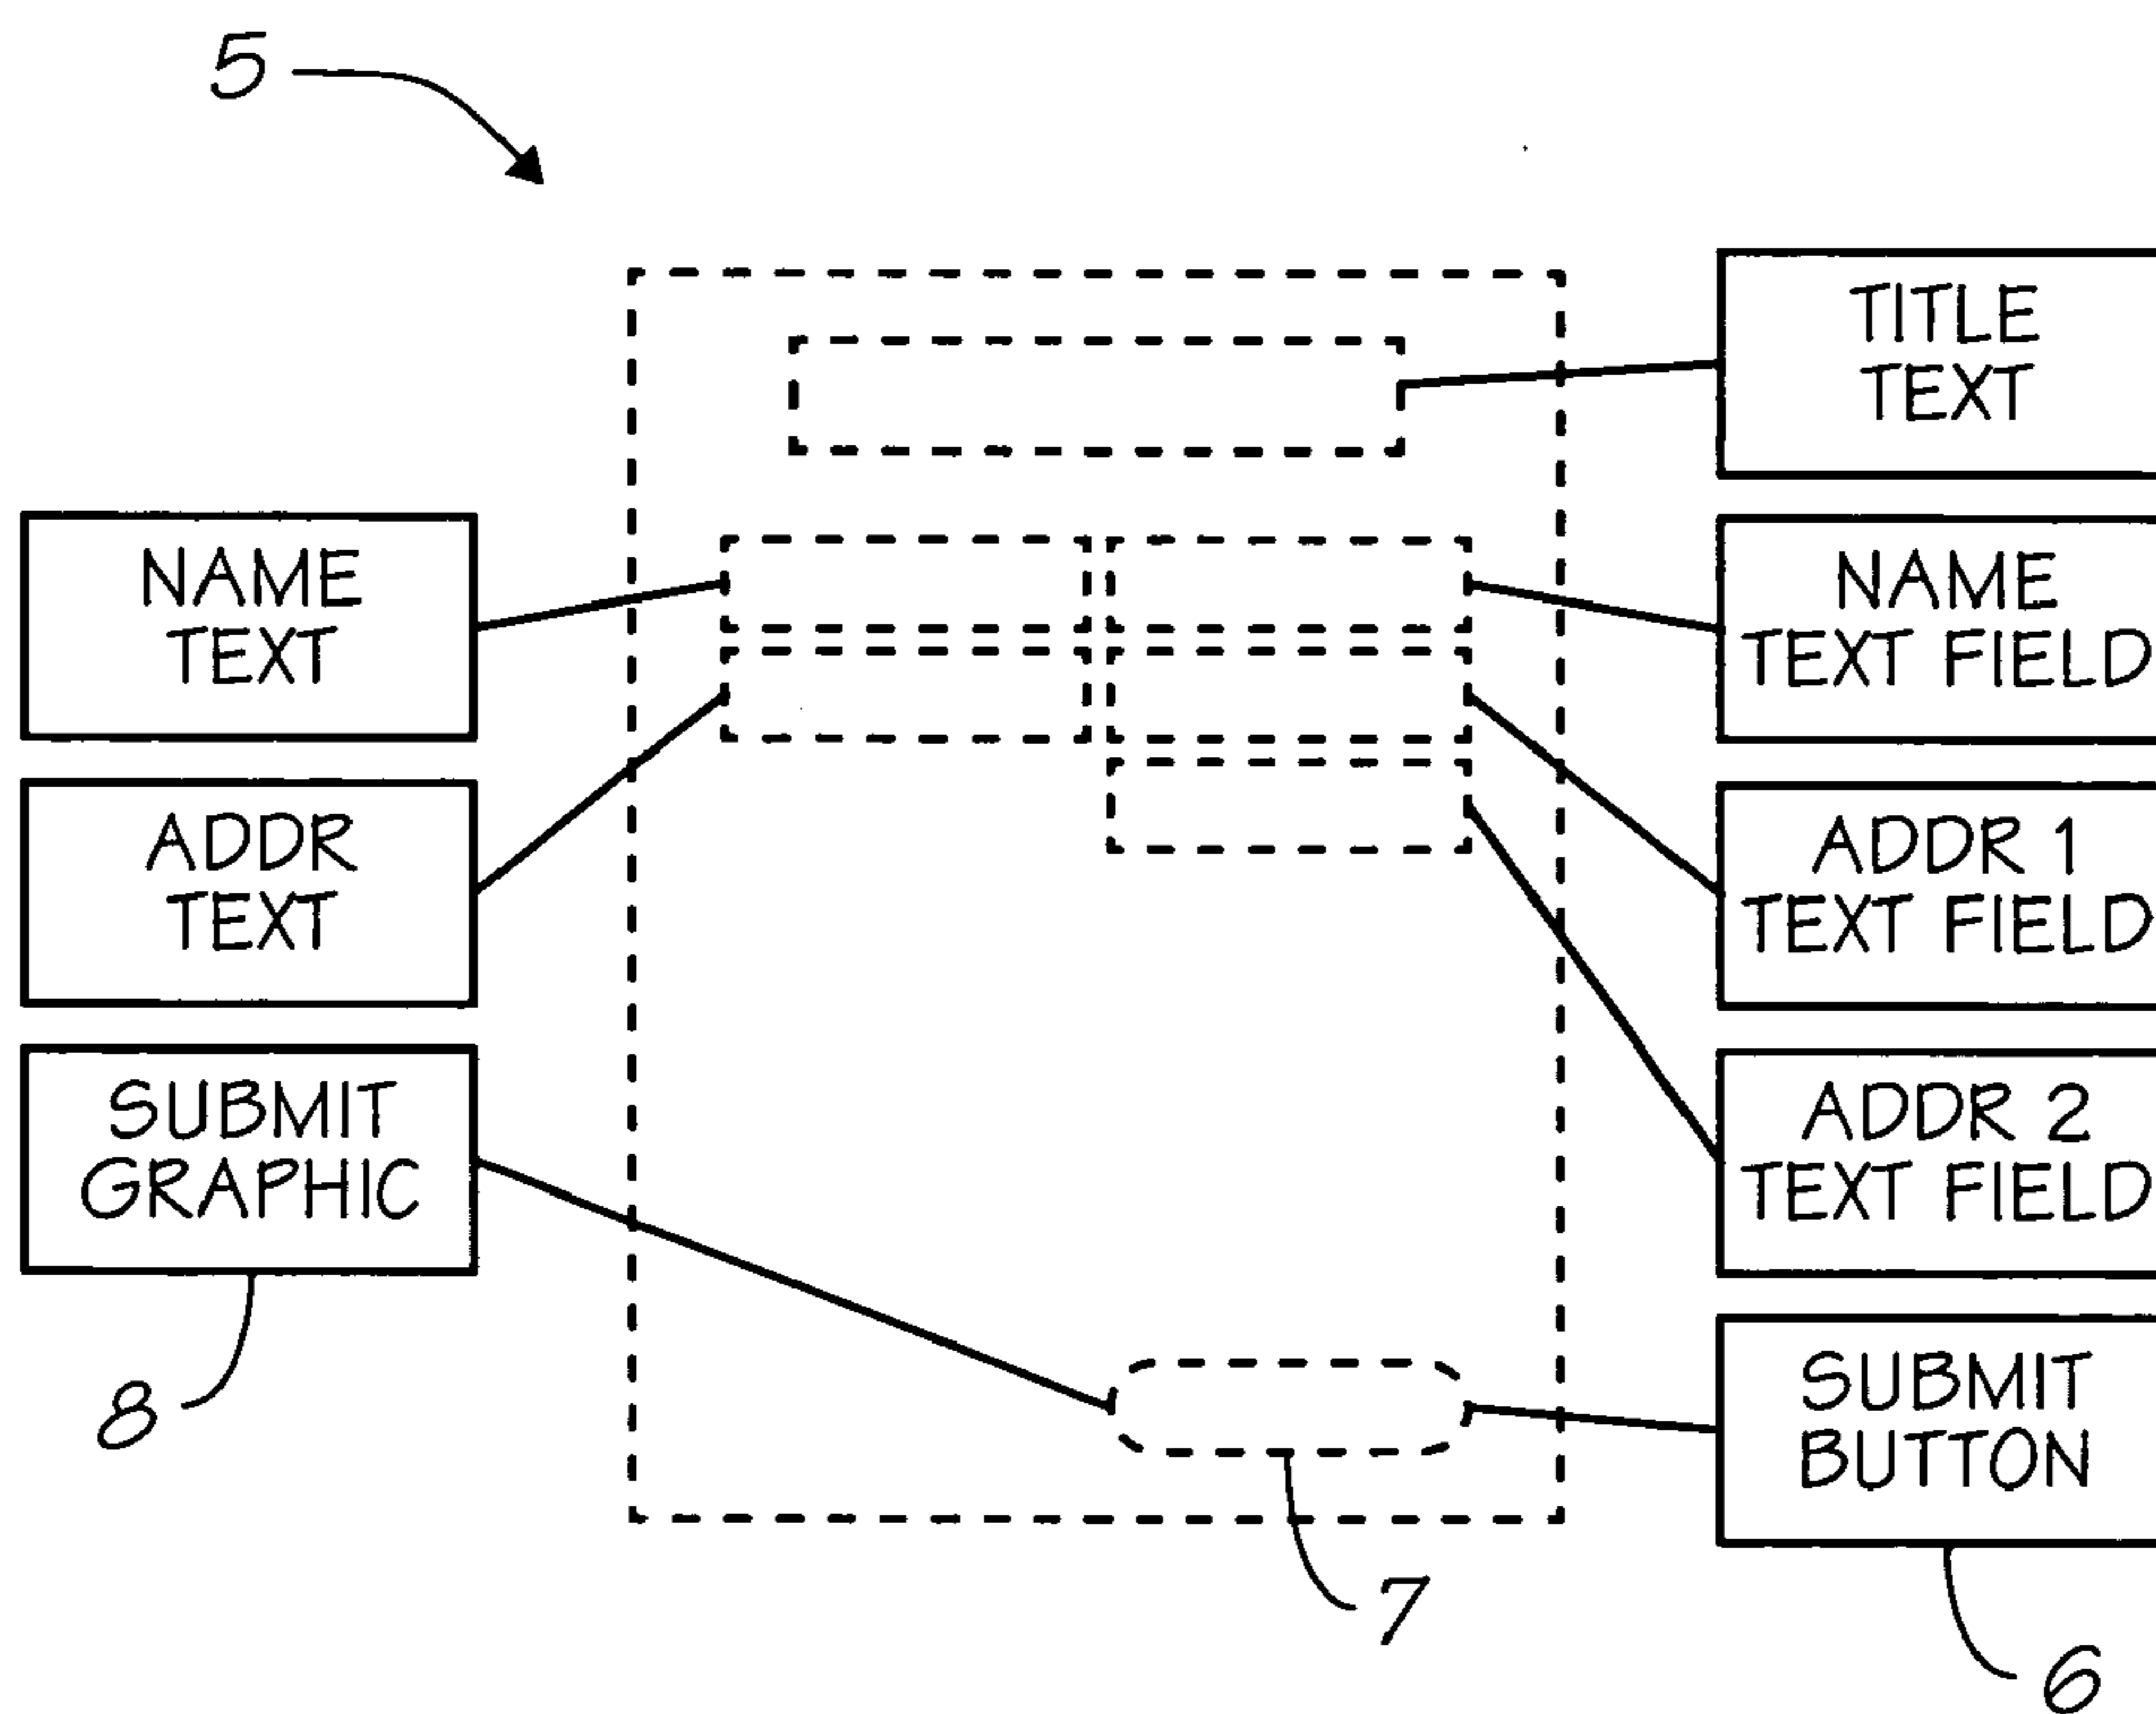 5
TITLE
TEXT
NAME
TEXT
NAME
TEXT FIELD
ADDR
TEXT
ADDR 1
TEXT FIELD
SUBMIT
GRAPHIC
ADDR 2
TEXT FIELD
8
SUBMIT
BUTTON
7
6